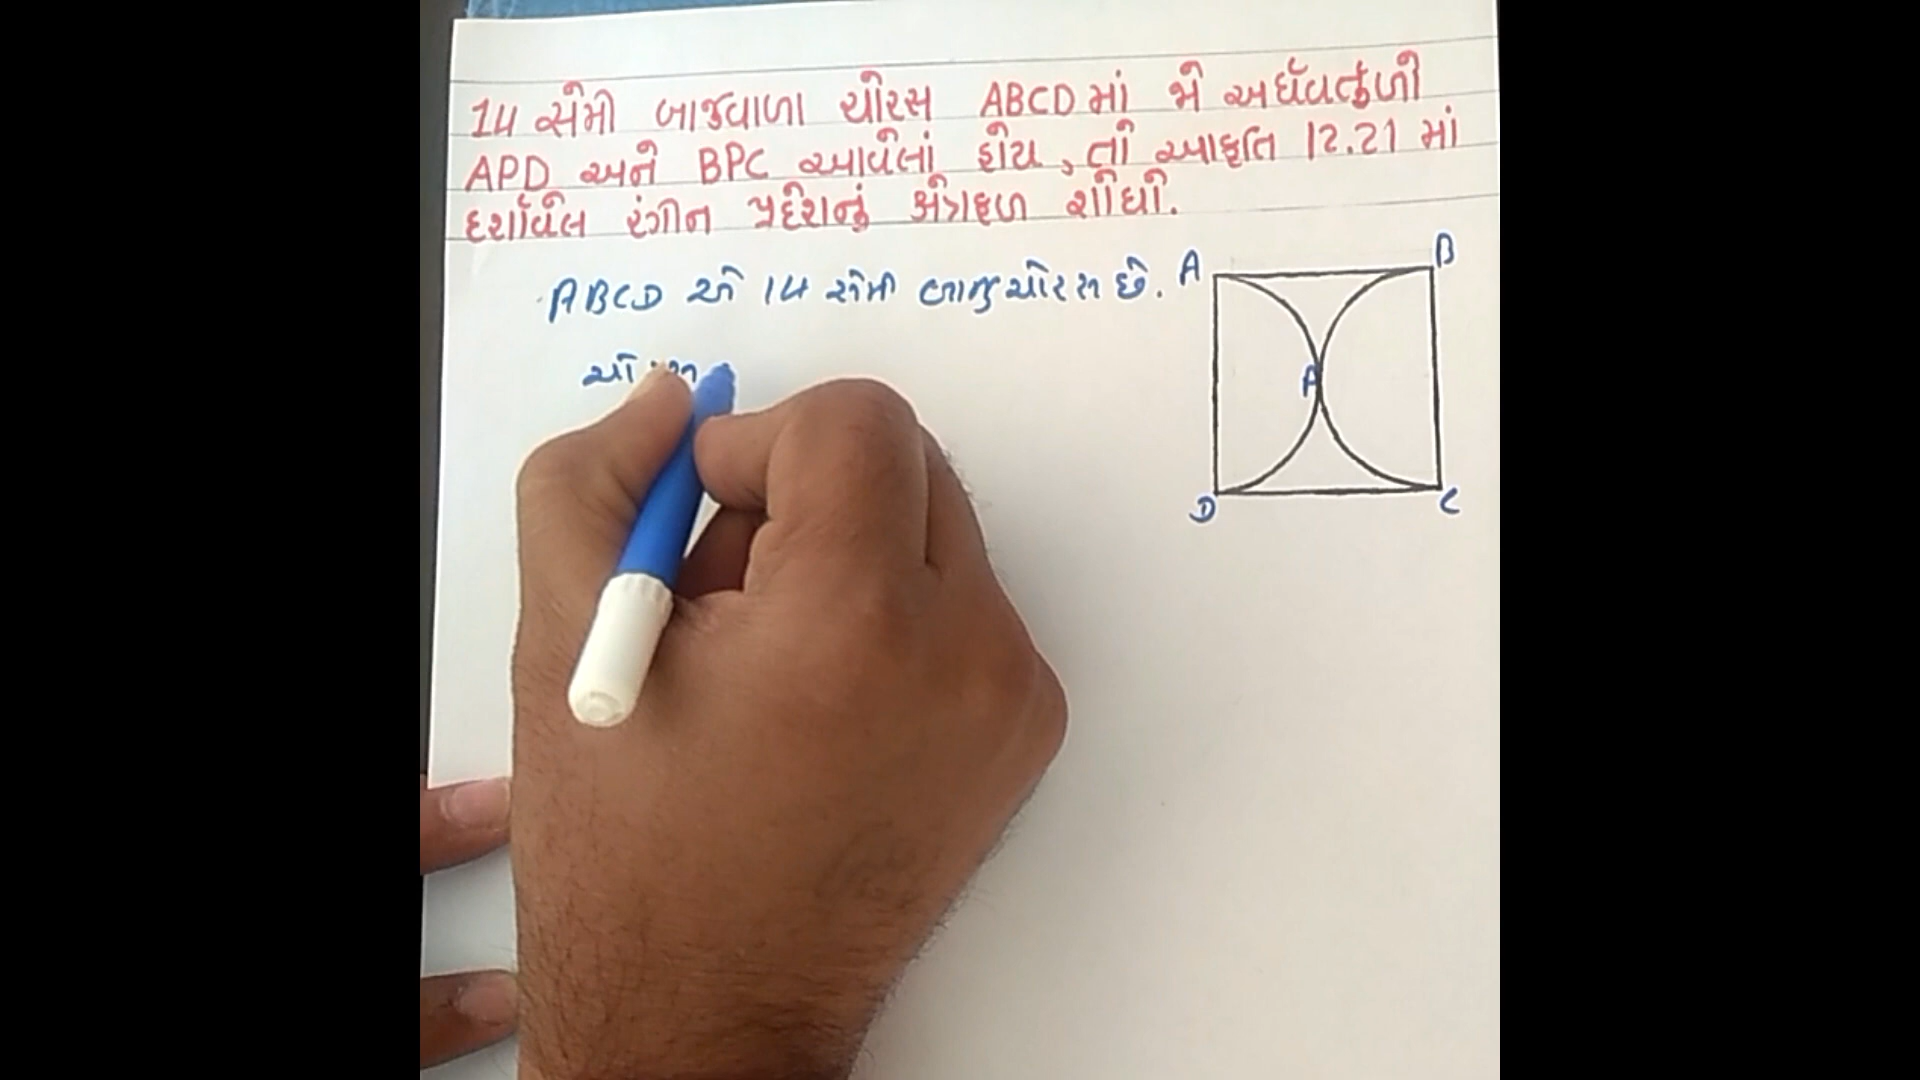 14 સેમી બાજુવાળા ચોરસ ABCD માં જો અર્ધવર્તુળો
APD અને BPC આવેલાં હોય, તો આકૃતિ 12.21 માં
દર્શાવેલ રંગીન પ્રદેશનું ક્ષેત્રફળ શોધો.
ABCD એ 14 સેમી બાજુ ચોરસ છે.
A
B
A
D
C